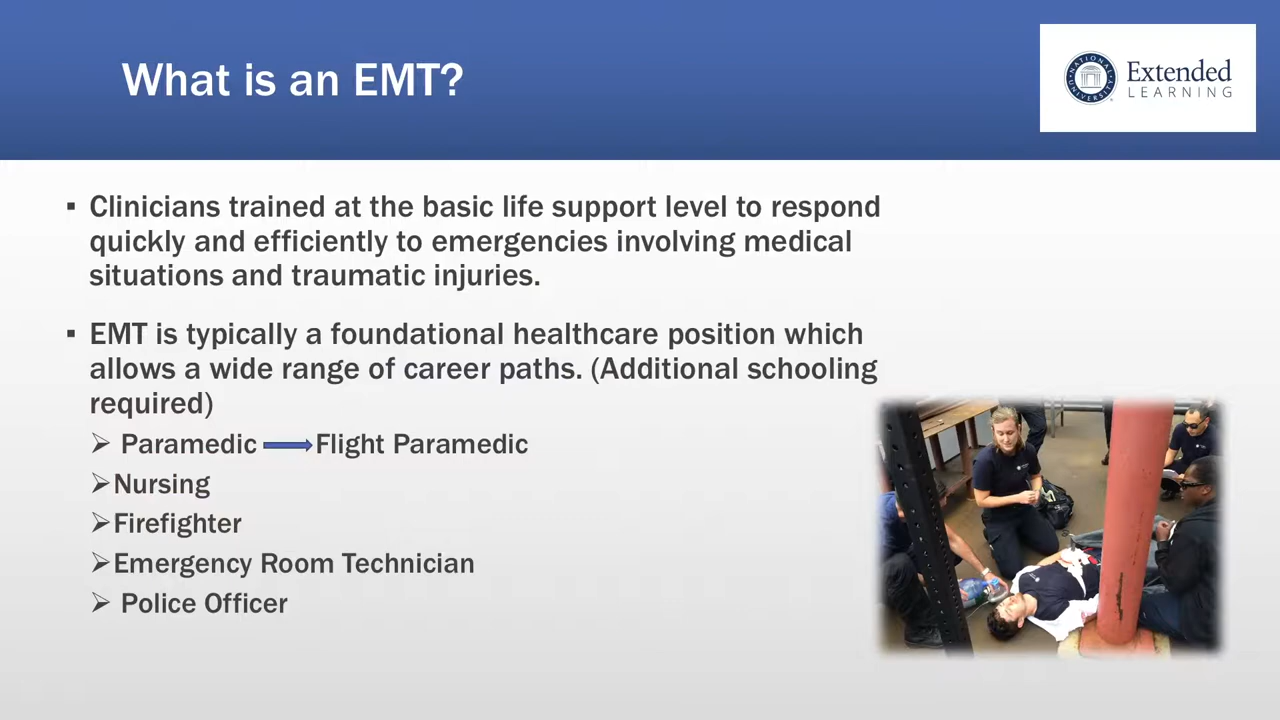 What is an EMT?
NATIONAL UNIVERSITY
Extended
LEARNING
▪ Clinicians trained at the basic life support level to respond
quickly and efficiently to emergencies involving medical
situations and traumatic injuries.
▪ EMT is typically a foundational healthcare position which
allows a wide range of career paths. (Additional schooling
required)
➢ Paramedic Flight Paramedic
➢Nursing
➢Firefighter
➢Emergency Room Technician
➢ Police Officer